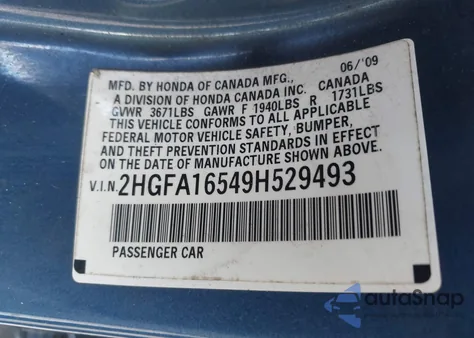 MFD. BY HONDA OF CANADA MFG., 06/'09
A DIVISION OF HONDA CANADA INC. CANADA
GVWR 3671LBS GAWR F 1940LBS R 1731LBS
THIS VEHICLE CONFORMS TO ALL APPLICABLE
FEDERAL MOTOR VEHICLE SAFETY, BUMPER,
AND THEFT PREVENTION STANDARDS IN EFFECT
ON THE DATE OF MANUFACTURE SHOWN ABOVE.
V.I.N. 2HGFA16549H529493
PASSENGER CAR
autoSnap